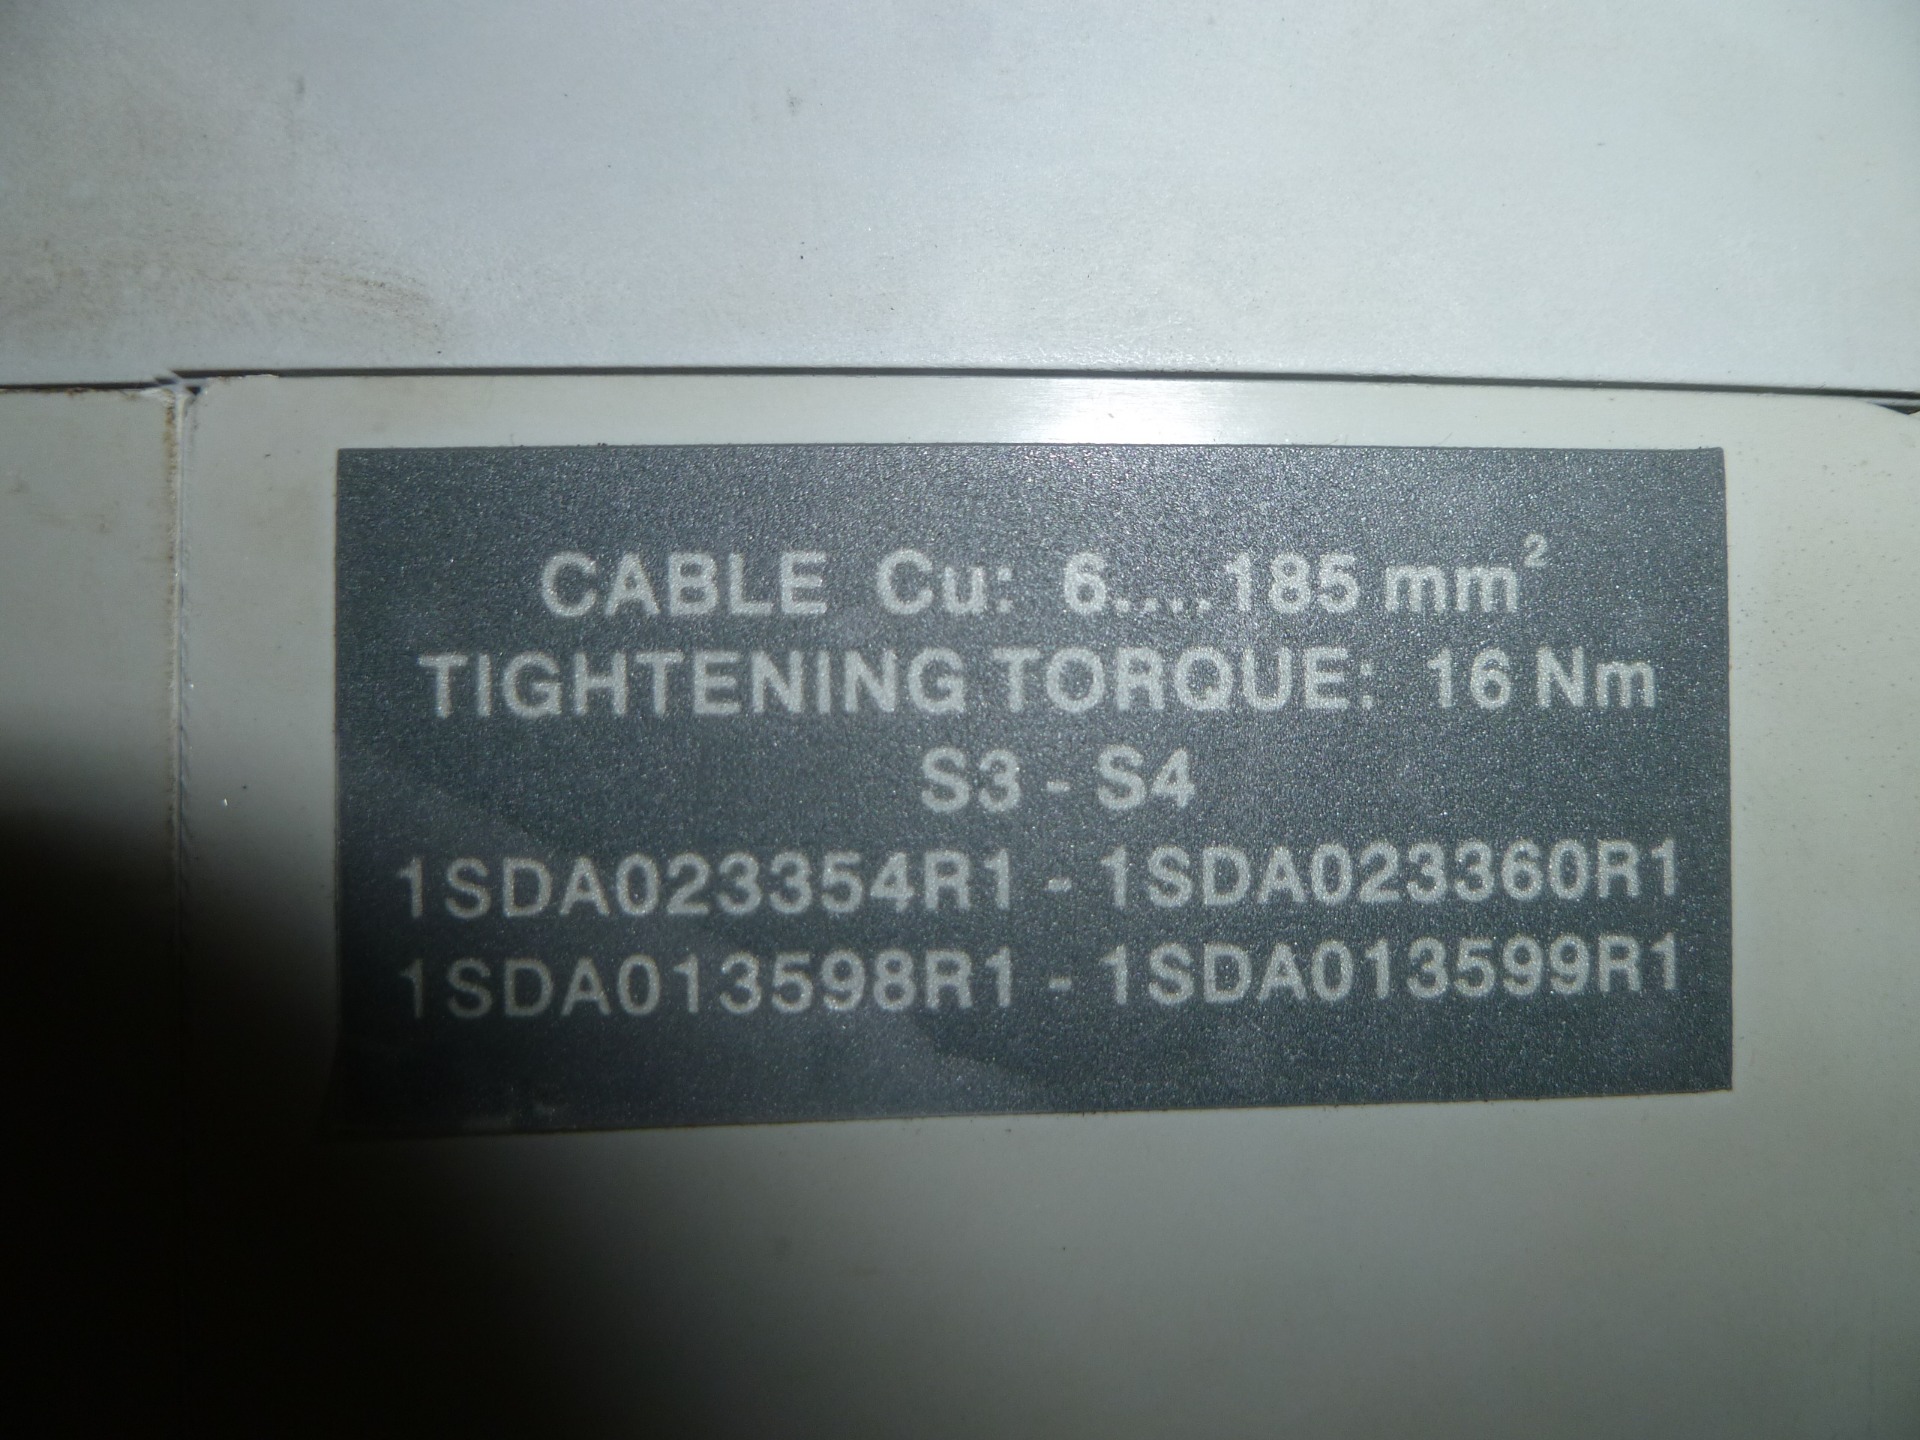 CABLE Cu: 6....185 mm²
TIGHTENING TORQUE: 16 Nm
S3 - S4
1SDA023354R1 - 1SDA023360R1
1SDA013598R1 - 1SDA013599R1